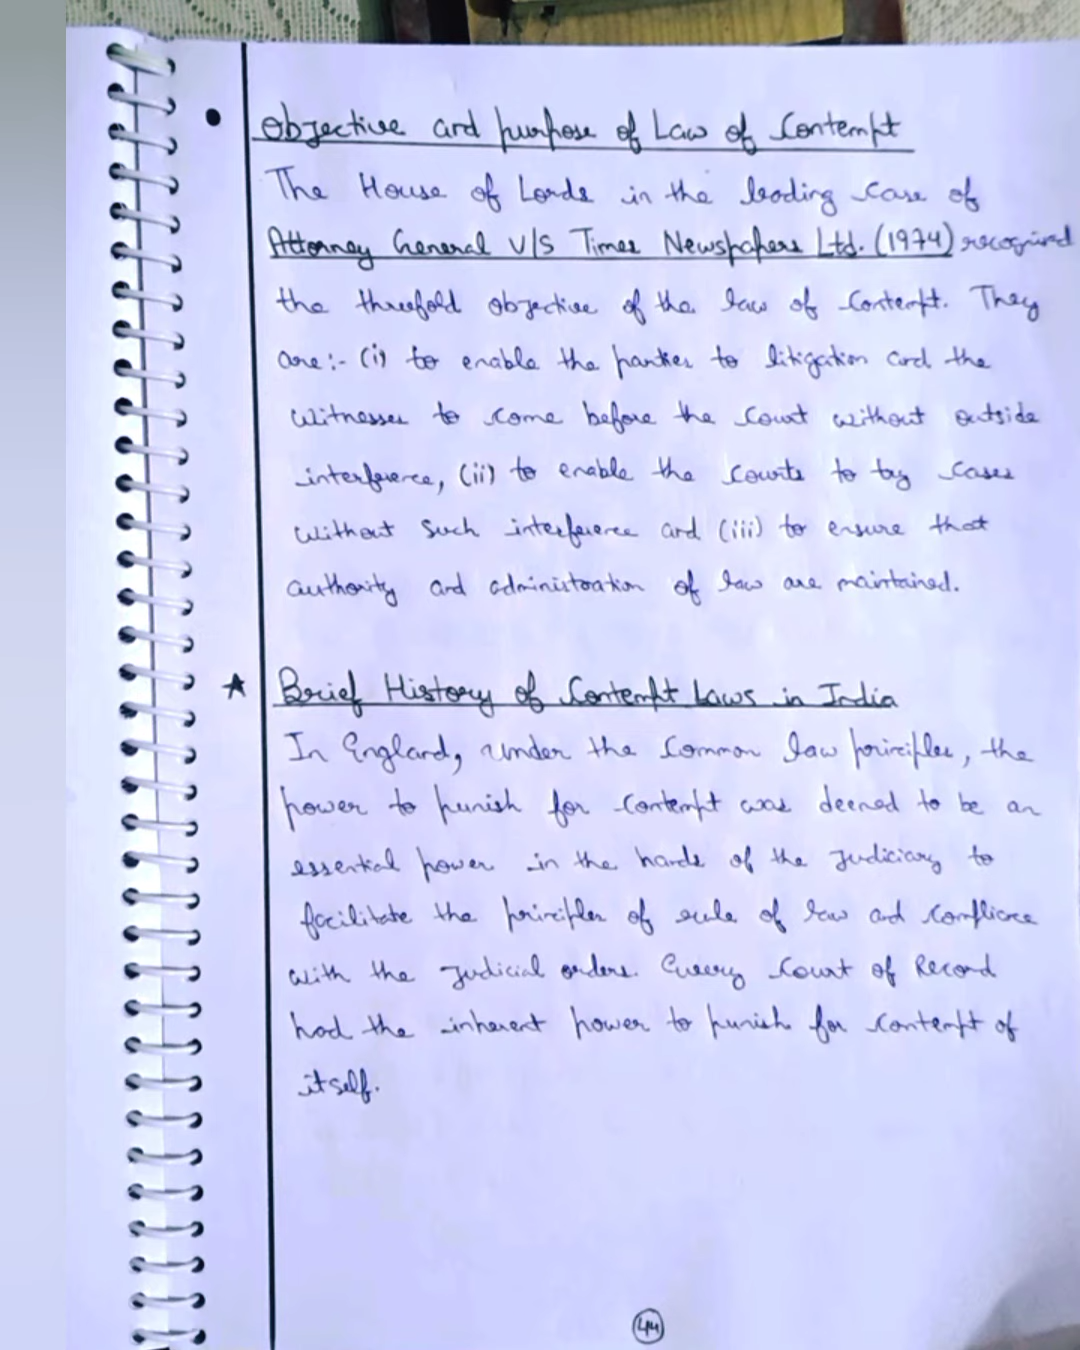 Objective and purpose of Law of Contempt
The House of Lords in the leading case of
Attorney General V/S Times Newspapers Ltd. (1974) recognized
the threefold objective of the law of contempt. They
are:- (i) to enable the parties to litigation and the
witnesses to come before the court without outside
interference, (ii) to enable the courts to try cases
without such interference and (iii) to ensure that
authority and administration of law are maintained.
Brief History of Contempt Laws in India
In England, under the common law principles, the
power to punish for contempt was deemed to be an
essential power in the hands of the Judiciary to
facilitate the principles of rule of law and compliance
with the Judicial orders. Every Court of Record
had the inherent power to punish for contempt of
itself.
44